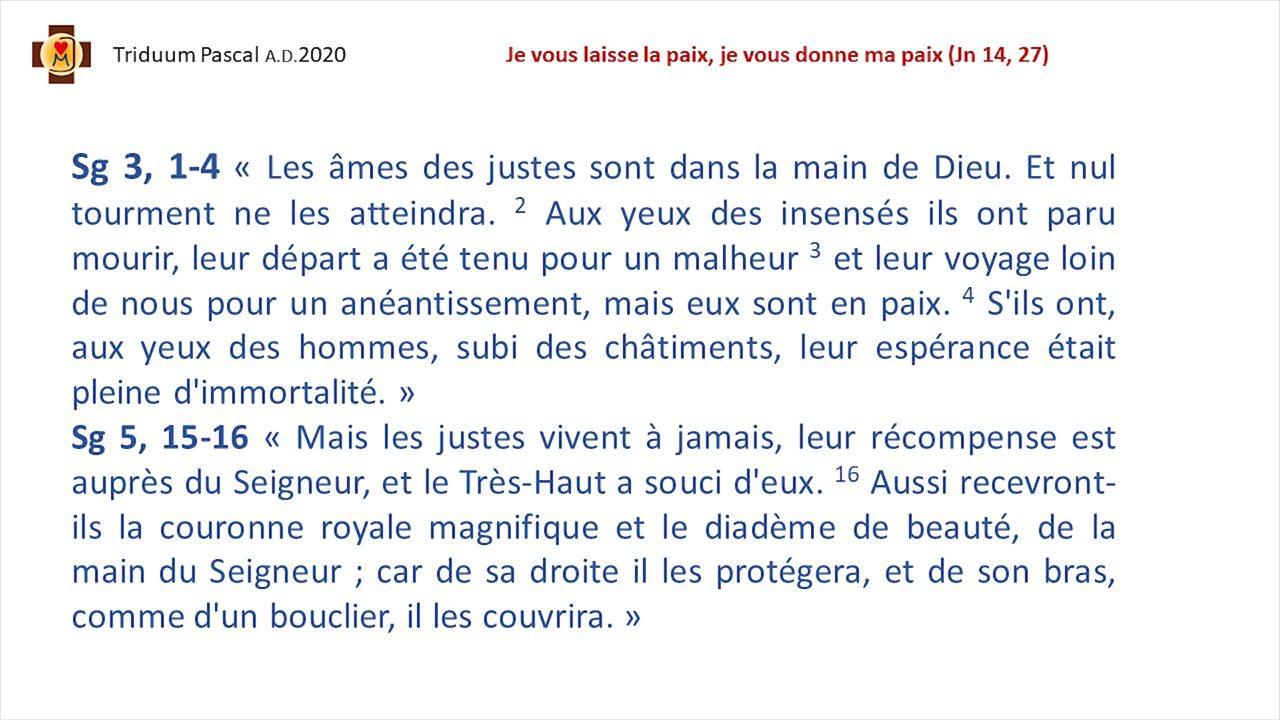 Triduum Pascal A.D.2020
Je vous laisse la paix, je vous donne ma paix (Jn 14, 27)
Sg 3, 1-4 « Les âmes des justes sont dans la main de Dieu. Et nul
tourment ne les atteindra. 2 Aux yeux des insensés ils ont paru
mourir, leur départ a été tenu pour un malheur 3 et leur voyage loin
de nous pour un anéantissement, mais eux sont en paix. 4 S'ils ont,
aux yeux des hommes, subi des châtiments, leur espérance était
pleine d'immortalité. »
Sg 5, 15-16 « Mais les justes vivent à jamais, leur récompense est
auprès du Seigneur, et le Très-Haut a souci d'eux. 16 Aussi recevront-
ils la couronne royale magnifique et le diadème de beauté, de la
main du Seigneur ; car de sa droite il les protégera, et de son bras,
comme d'un bouclier, il les couvrira. »